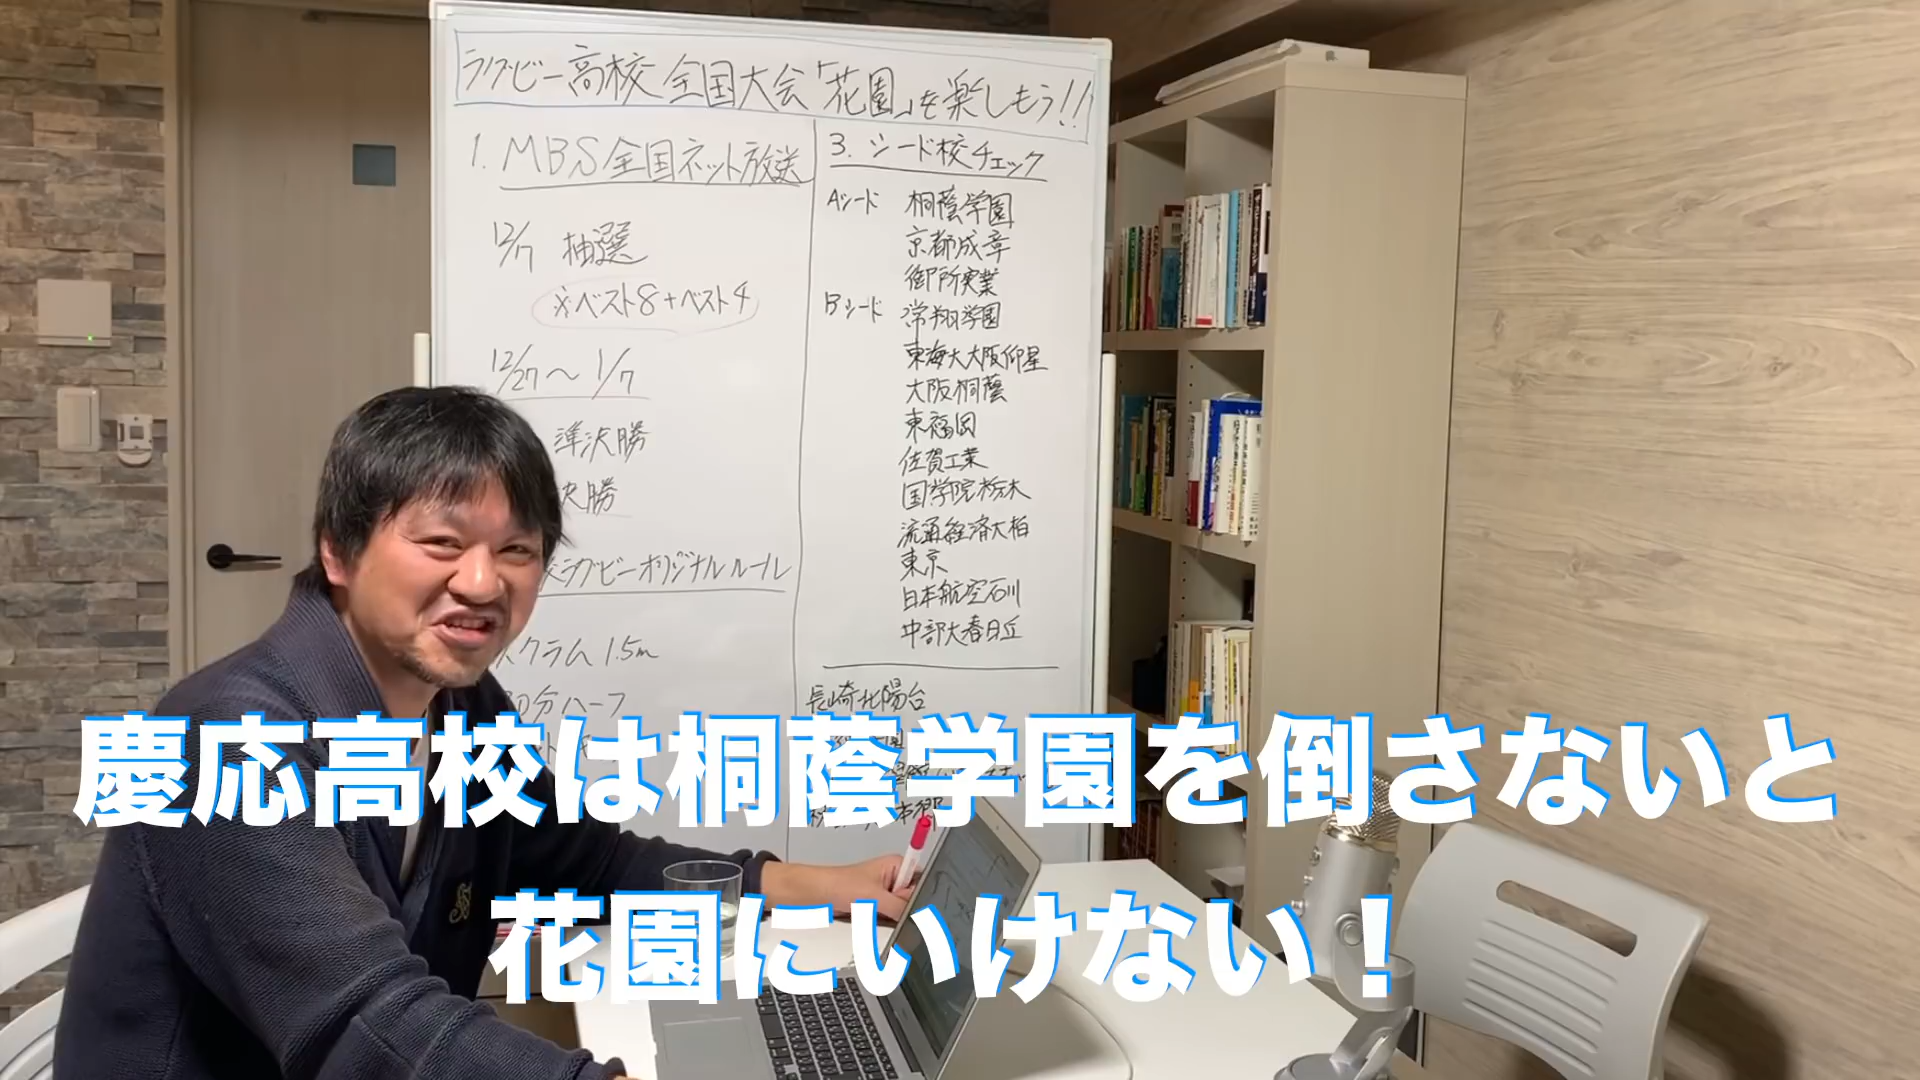 ラグビー高校全国大会「花園」を楽しもう!!
1. MBS全国ネット放送
12/7 抽選
※ベスト8+ベスト4
12/27〜1/7
準決勝
決勝
ラグビーオリジナルルール
スクラム 1.5m
30分ハーフ
3. シード校チェック
Aシード 桐蔭学園
京都成章
御所実業
Bシード 常翔学園
東海大大阪仰星
大阪桐蔭
東福岡
佐賀工業
国学院栃木
流通経済大柏
東京
日本航空石川
中部大春日丘
長崎北陽台
本郷
慶応高校は桐蔭学園を倒さないと
花園にいけない！